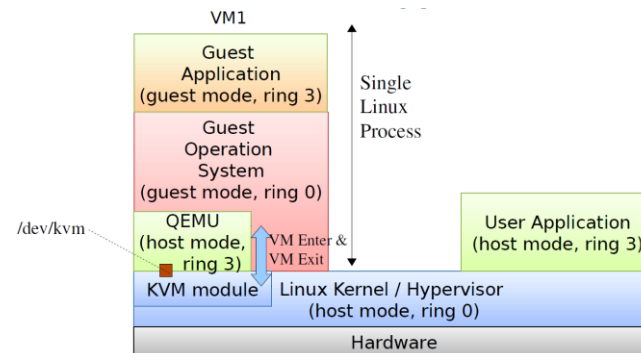 VM1
Guest
Application
(guest mode, ring 3)
Single
Linux
Process
Guest
Operation
System
(guest mode, ring 0)
/dev/kvm
QEMU
(host mode,
ring 3)
VM Enter &
VM Exit
User Application
(host mode, ring 3)
KVM module
Linux Kernel / Hypervisor
(host mode, ring 0)
Hardware